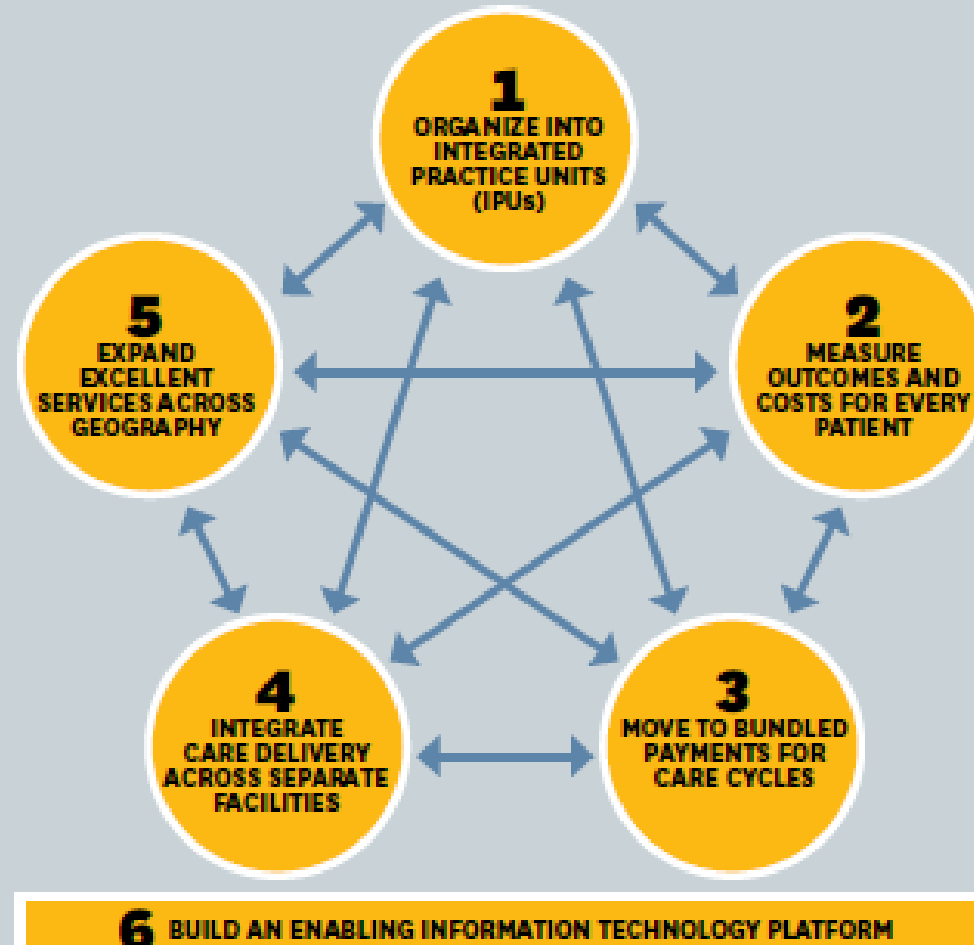 1
ORGANIZE INTO
INTEGRATED
PRACTICE UNITS
(IPUs)
2
MEASURE
OUTCOMES AND
COSTS FOR EVERY
PATIENT
3
MOVE TO BUNDLED
PAYMENTS FOR
CARE CYCLES
4
INTEGRATE
CARE DELIVERY
ACROSS SEPARATE
FACILITIES
5
EXPAND
EXCELLENT
SERVICES ACROSS
GEOGRAPHY
6 BUILD AN ENABLING INFORMATION TECHNOLOGY PLATFORM